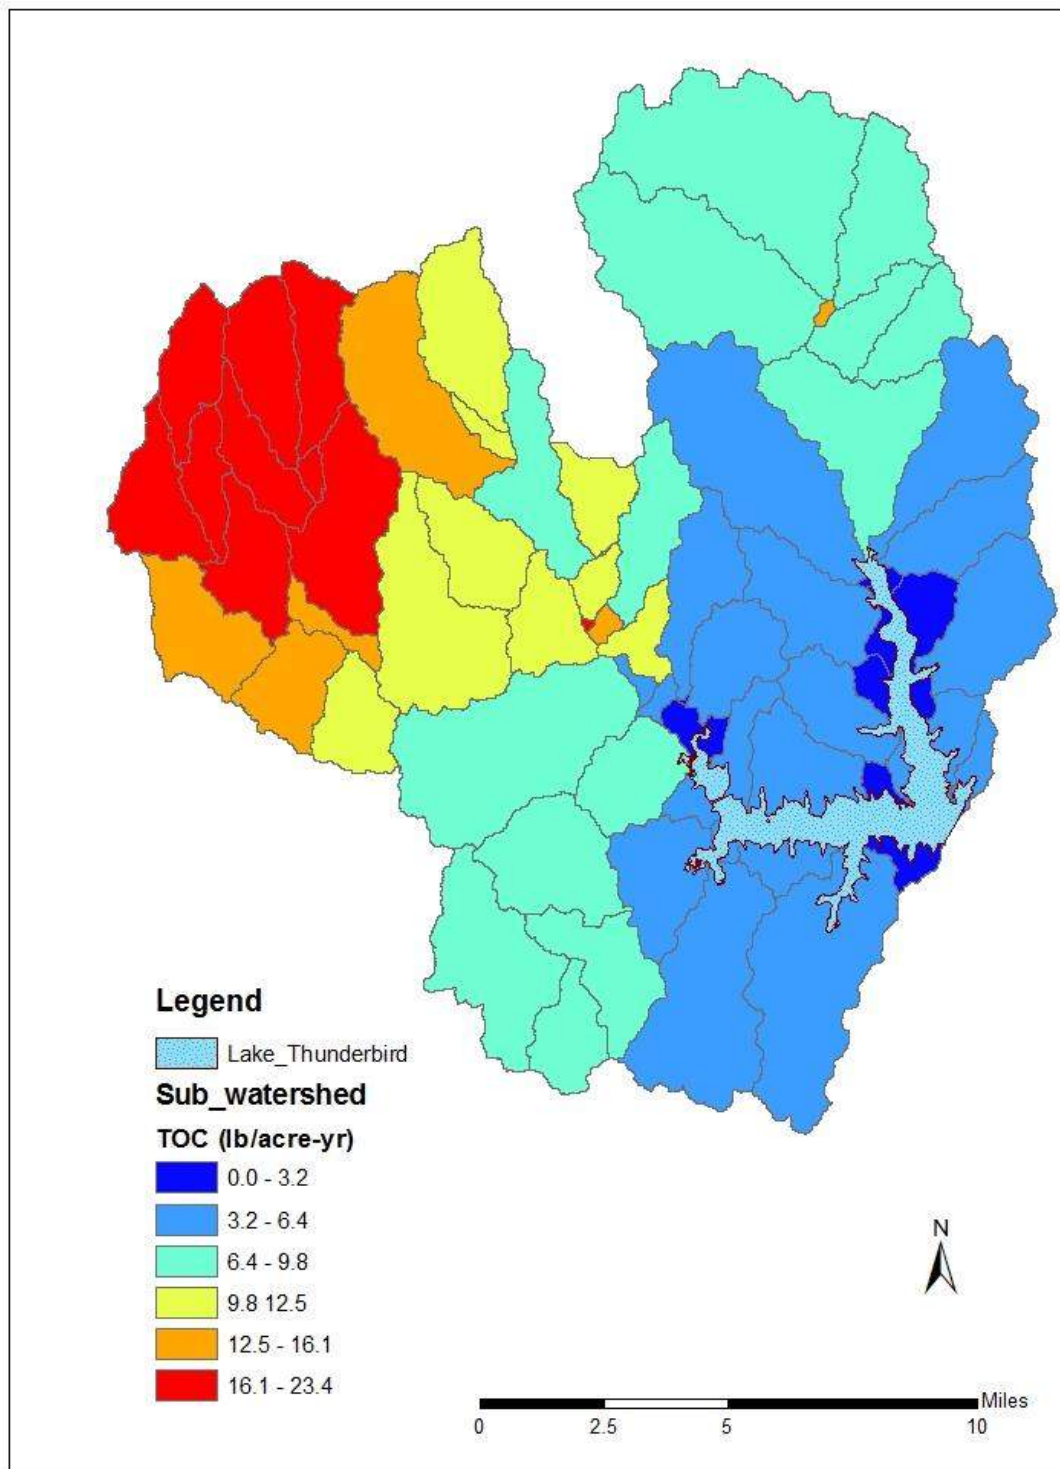 Legend
Lake_Thunderbird
Sub_watershed
TOC (lb/acre-yr)
0.0 - 3.2
3.2 - 6.4
6.4 - 9.8
9.8 12.5
12.5 - 16.1
16.1 - 23.4
N
Miles
0 2.5 5 10